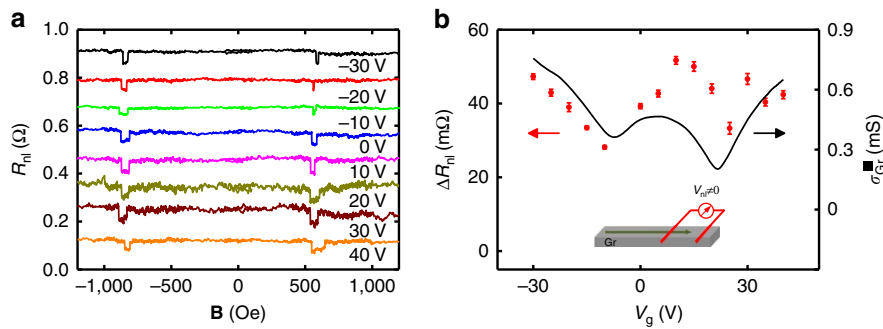 a
1.0
0.8
0.6
0.4
0.2
0.0
R_nl (Ω)
−30 V
−20 V
−10 V
0 V
10 V
20 V
30 V
40 V
−1,000 −500 0 500 1,000
B (Oe)
b
60
40
20
0
ΔR_nl (mΩ)
0.9
0.6
0.3
0
σ_Gr (mS)
V_nl≠0
Gr
−30 0 30
V_g (V)